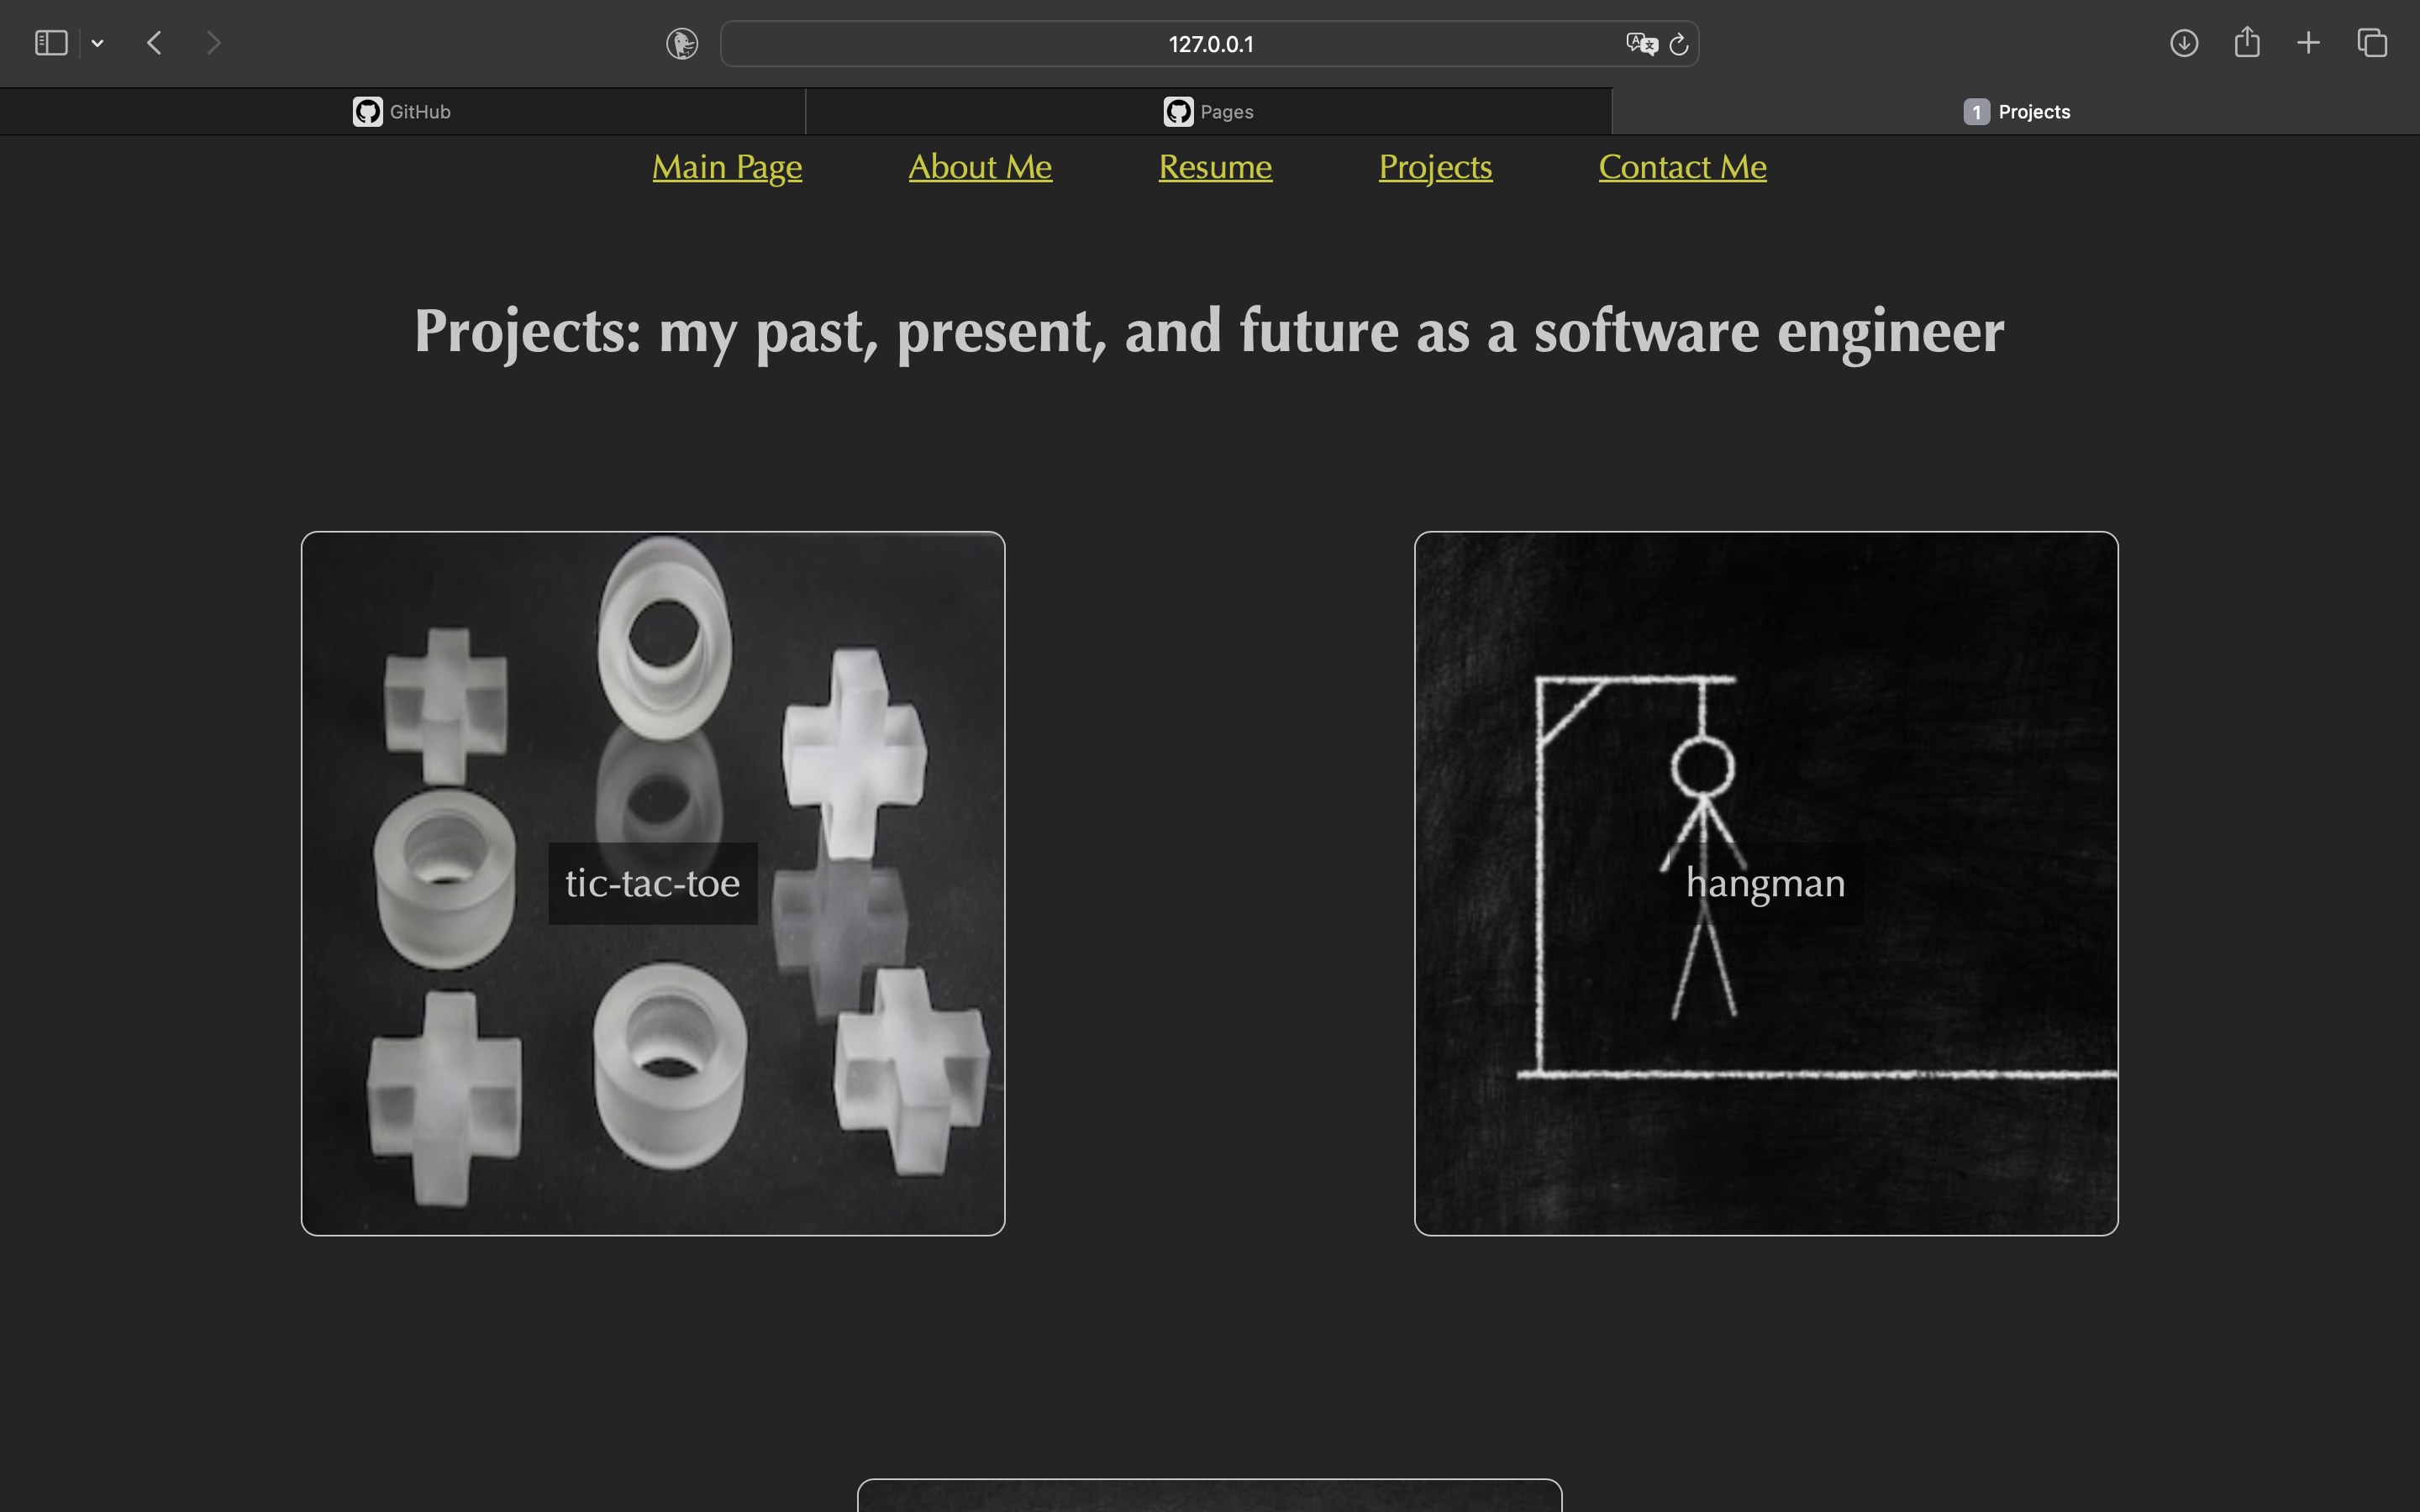 127.0.0.1
GitHub
Pages
1 Projects
Main Page About Me Resume Projects Contact Me
Projects: my past, present, and future as a software engineer
tic-tac-toe
hangman